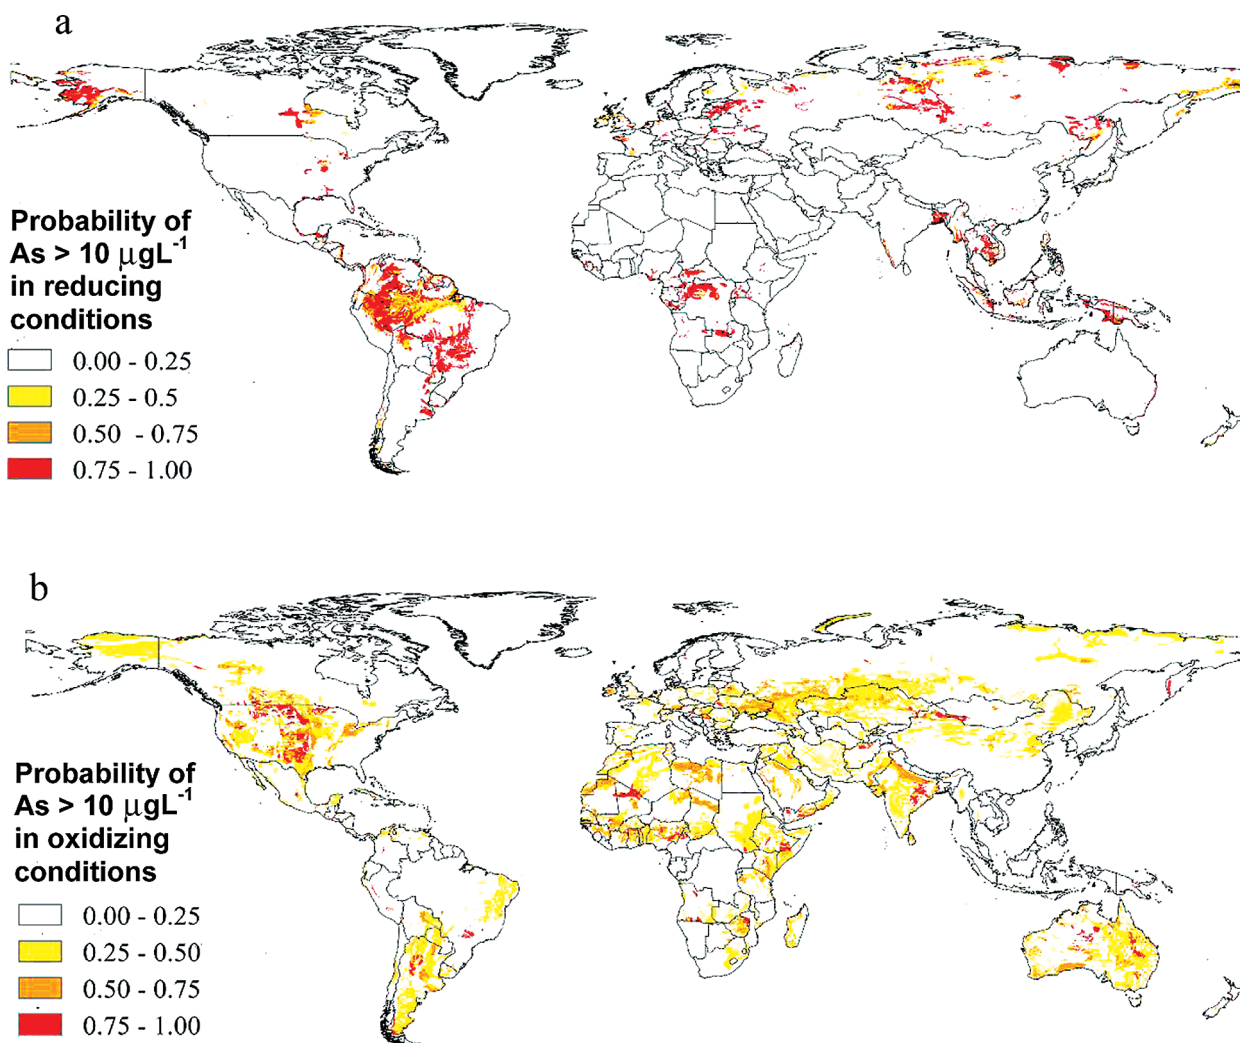 a
Probability of
As > 10 μgL⁻¹
in reducing
conditions
0.00 - 0.25
0.25 - 0.5
0.50 - 0.75
0.75 - 1.00
b
Probability of
As > 10 μgL⁻¹
in oxidizing
conditions
0.00 - 0.25
0.25 - 0.50
0.50 - 0.75
0.75 - 1.00